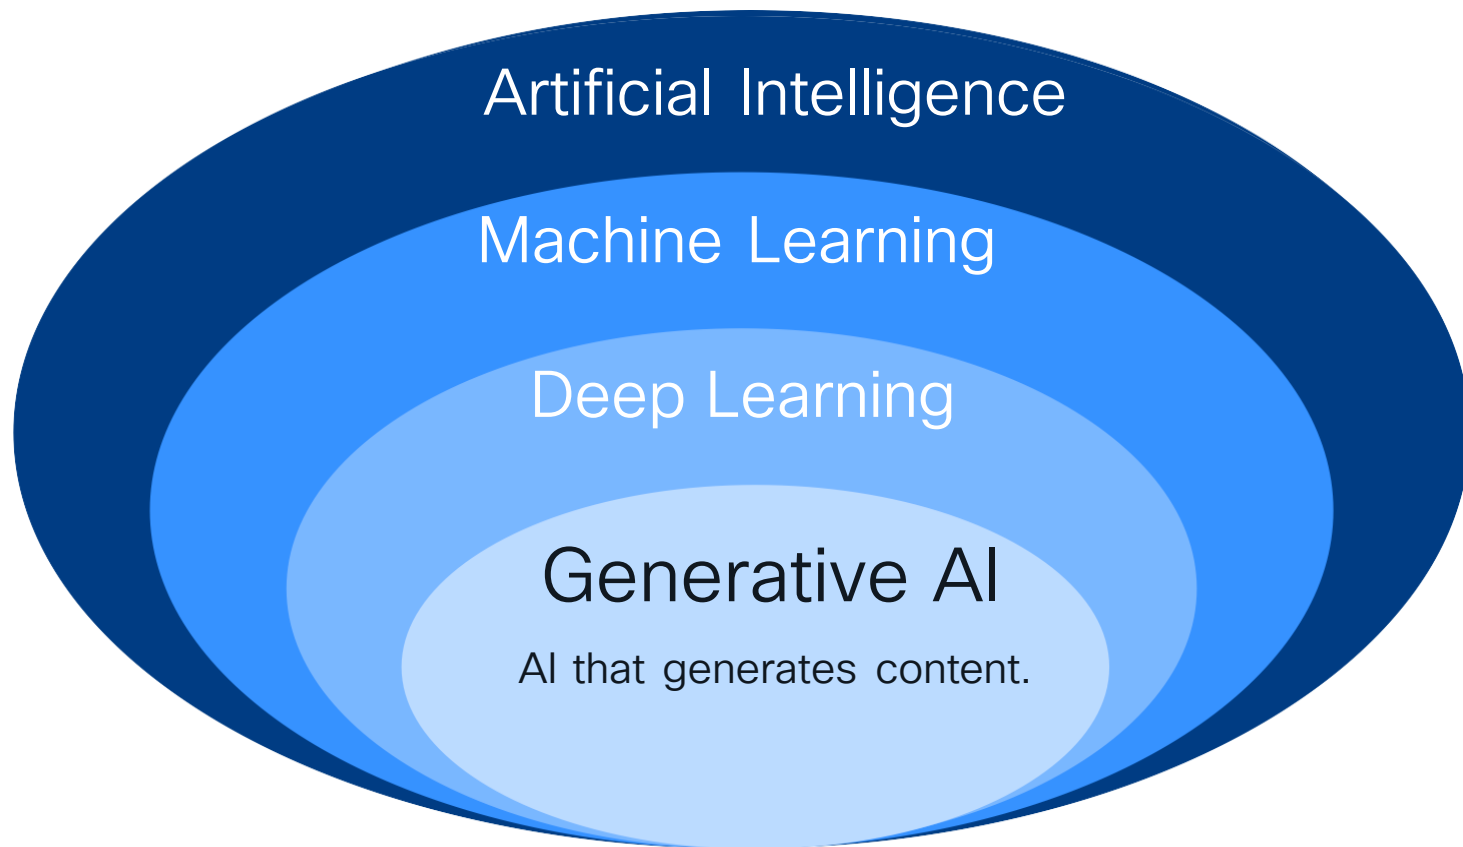 Artificial Intelligence
Machine Learning
Deep Learning
Generative AI
AI that generates content.